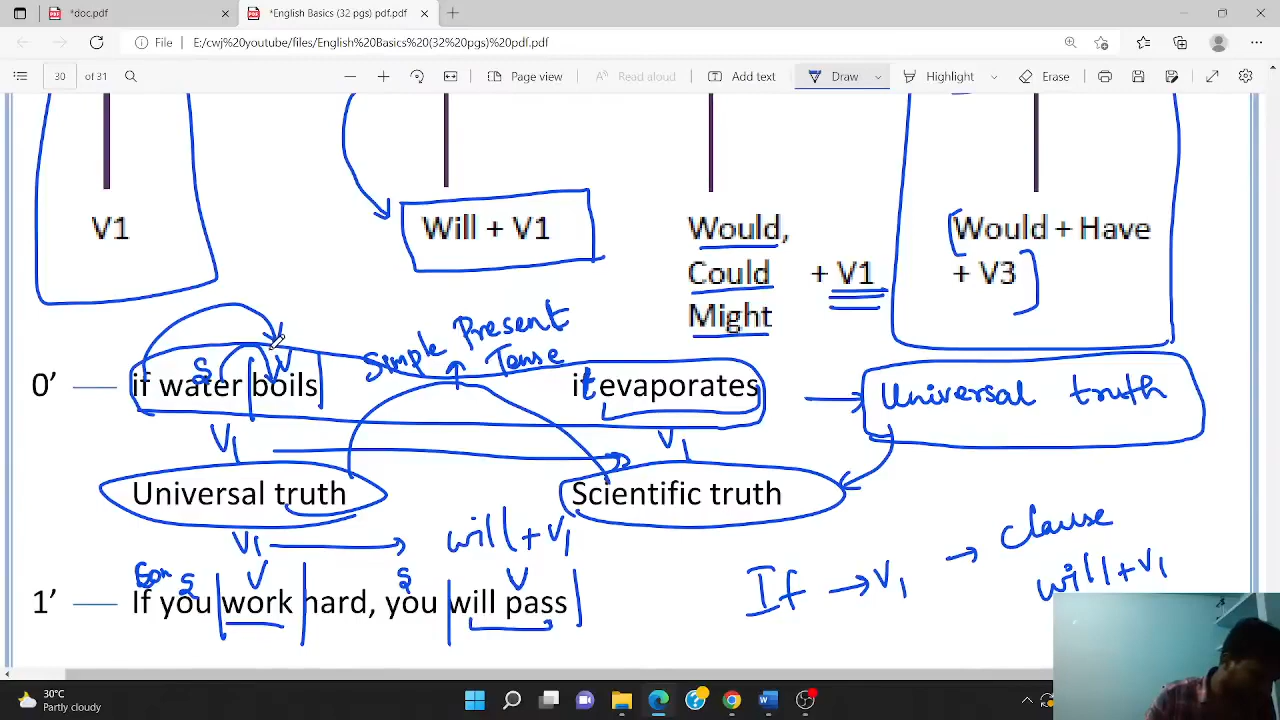 *doc.pdf
*English Basics (32 pgs) pdf.pdf
File
E:/cwj%20youtube/files/English%20Basics%20(32%20pgs)%20pdf.pdf
30 of 31
Page view
Read aloud
Add text
Draw
Highlight
Erase
V1
Will + V1
Would,
Could + V1
Might
Would + Have
+ V3
Simple Present
Tense
S V
0' if water boils it evaporates Universal truth
V1 V1
Universal truth Scientific truth
V1 will + V1
If → V1 → clause
will + V1
S V S V
1' If you work hard, you will pass
30°C
Partly cloudy